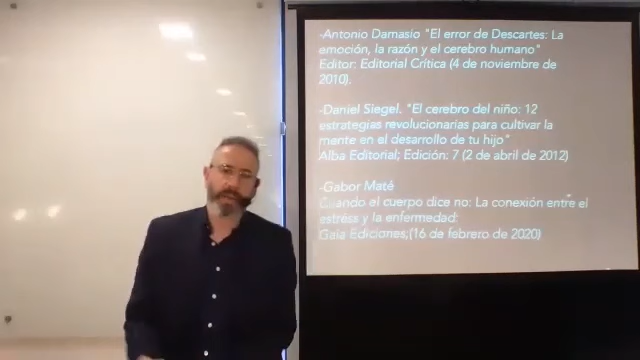 -Antonio Damasio "El error de Descartes: La
emoción, la razón y el cerebro humano"
Editor: Editorial Crítica (4 de noviembre de
2010).
-Daniel Siegel. "El cerebro del niño: 12
estrategias revolucionarias para cultivar la
mente en el desarrollo de tu hijo"
Alba Editorial; Edición: 7 (2 de abril de 2012)
-Gabor Maté
Cuando el cuerpo dice no: La conexión entre el
estrésa y la enfermedad:
Gaia Ediciones;(16 de febrero de 2020)